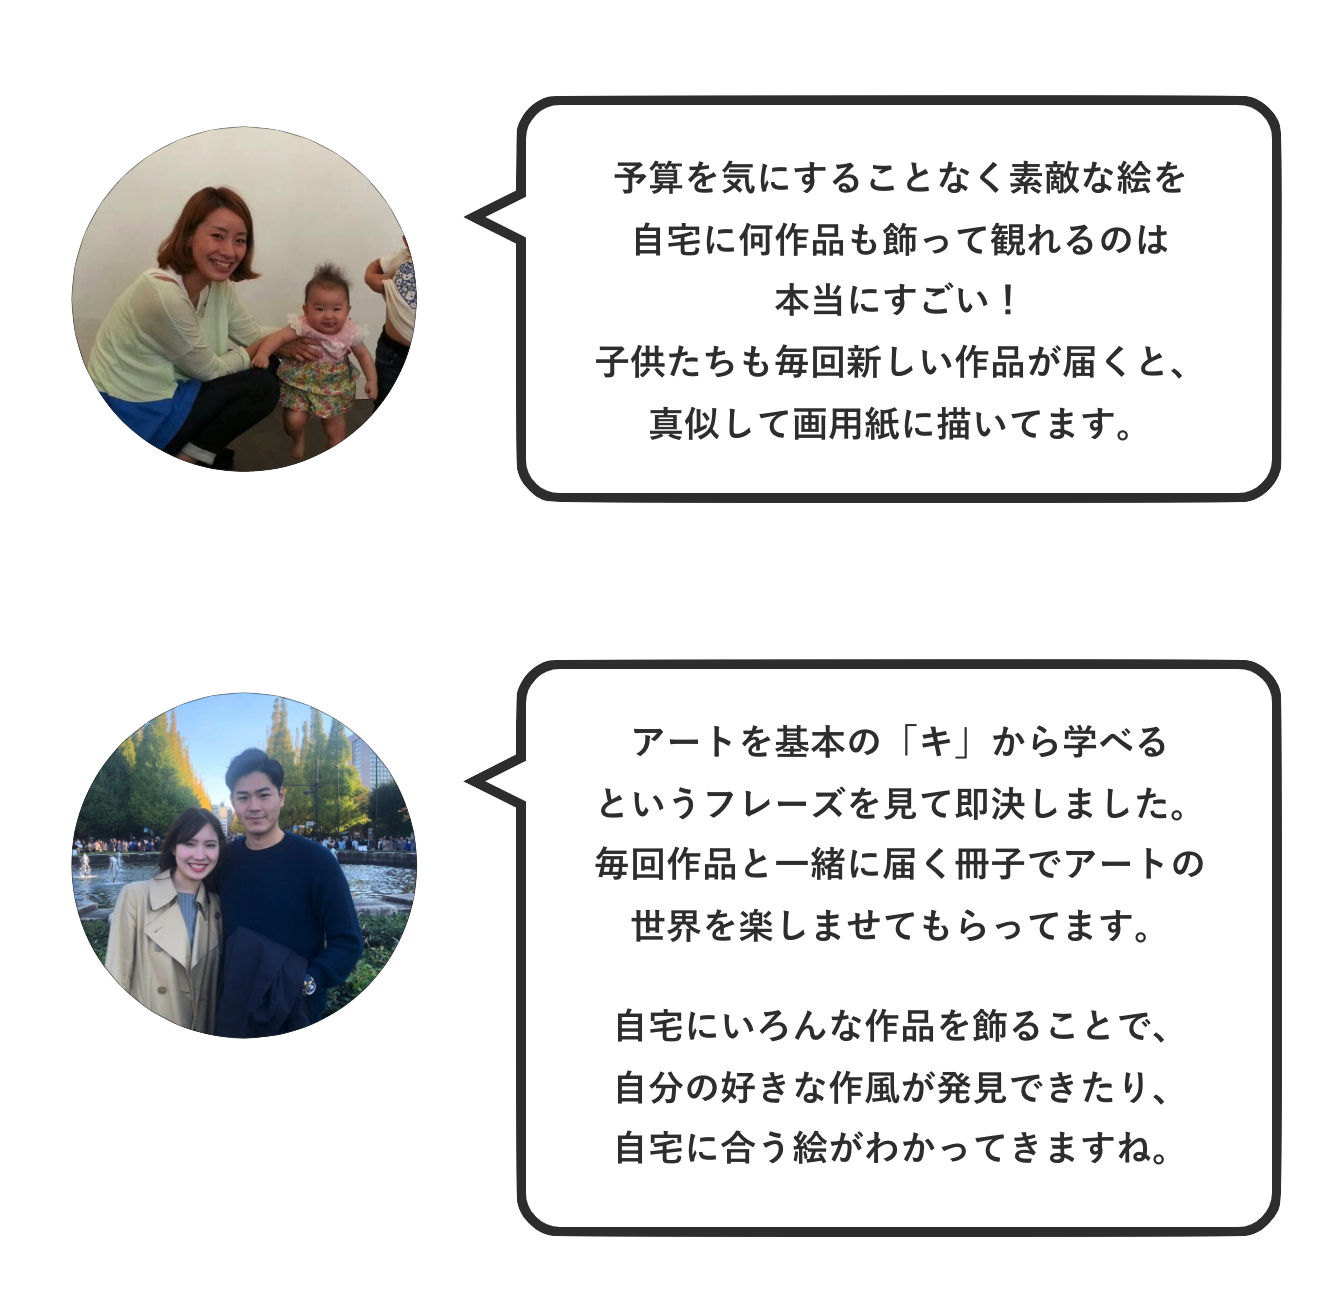 予算を気にすることなく素敵な絵を
自宅に何作品も飾って観れるのは
本当にすごい！
子供たちも毎回新しい作品が届くと、
真似して画用紙に描いてます。
アートを基本の「キ」から学べる
というフレーズを見て即決しました。
毎回作品と一緒に届く冊子でアートの
世界を楽しませてもらってます。
自宅にいろんな作品を飾ることで、
自分の好きな作風が発見できたり、
自宅に合う絵がわかってきますね。